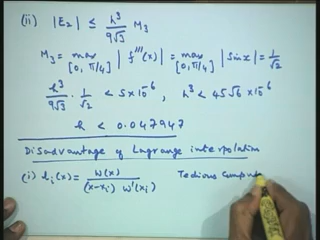 (ii) |E₂| ≤ h³/9√3 M₃
M₃ = max [0, π/4] |f'''(x)| = max [0, π/4] |sin x| = 1/√2
h³/9√3 · 1/√2 < 5×10⁻⁶, h³ < 45√6 ×10⁻⁶
h < 0.047947
Disadvantage of Lagrange interpolation
(i) lᵢ(x) = w(x)/(x-xᵢ) w'(xᵢ) Tedious Comput